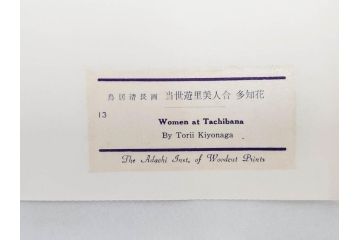 鳥居清長画 当世遊里美人合 多知花
13
Women at Tachibana
By Torii Kiyonaga
The Adachi Inst. of Woodcut Prints